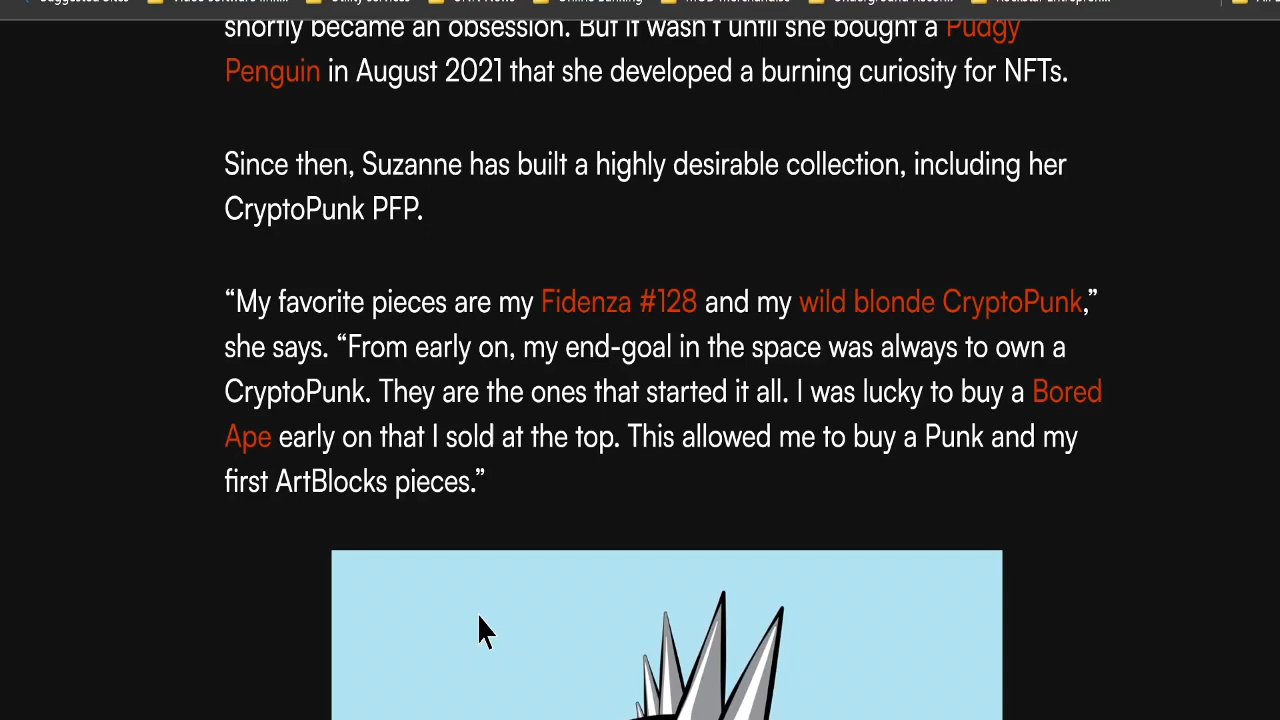 shortly became an obsession. But it wasn't until she bought a Pudgy
Penguin in August 2021 that she developed a burning curiosity for NFTs.
Since then, Suzanne has built a highly desirable collection, including her
CryptoPunk PFP.
“My favorite pieces are my Fidenza #128 and my wild blonde CryptoPunk,”
she says. “From early on, my end-goal in the space was always to own a
CryptoPunk. They are the ones that started it all. I was lucky to buy a Bored
Ape early on that I sold at the top. This allowed me to buy a Punk and my
first ArtBlocks pieces.”